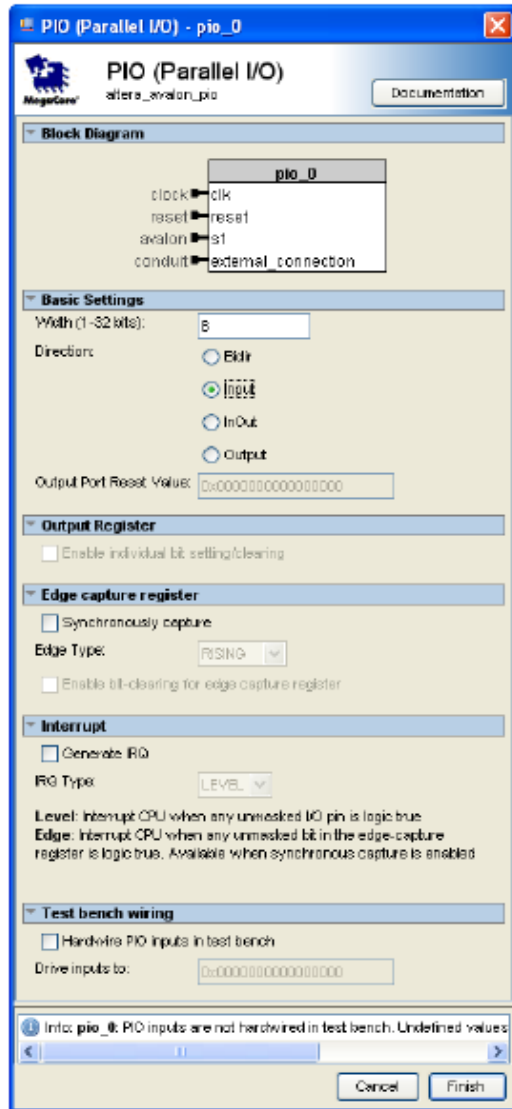 PIO (Parallel I/O) - pio_0
PIO (Parallel I/O)
altera_avalon_pio
MegaCore'
Documentation
Block Diagram
pio_0
clock clk
reset reset
avalon s1
conduit external_connection
Basic Settings
Width (1-32 bits): 8
Direction:
Bidir
Input
InOut
Output
Output Port Reset Value: 0x0000000000000000
Output Register
Enable individual bit setting/clearing
Edge capture register
Synchronously capture
Edge Type: RISING
Enable bit-clearing for edge capture register
Interrupt
Generate IRQ
IRQ Type: LEVEL
Level: Interrupt CPU when any unmasked I/O pin is logic true
Edge: Interrupt CPU when any unmasked bit in the edge-capture
register is logic true. Available when synchronous capture is enabled
Test bench wiring
Hardwire PIO inputs in test bench
Drive inputs to: 0x0000000000000000
Info: pio_0: PIO inputs are not hardwired in test bench. Undefined values
Cancel Finish